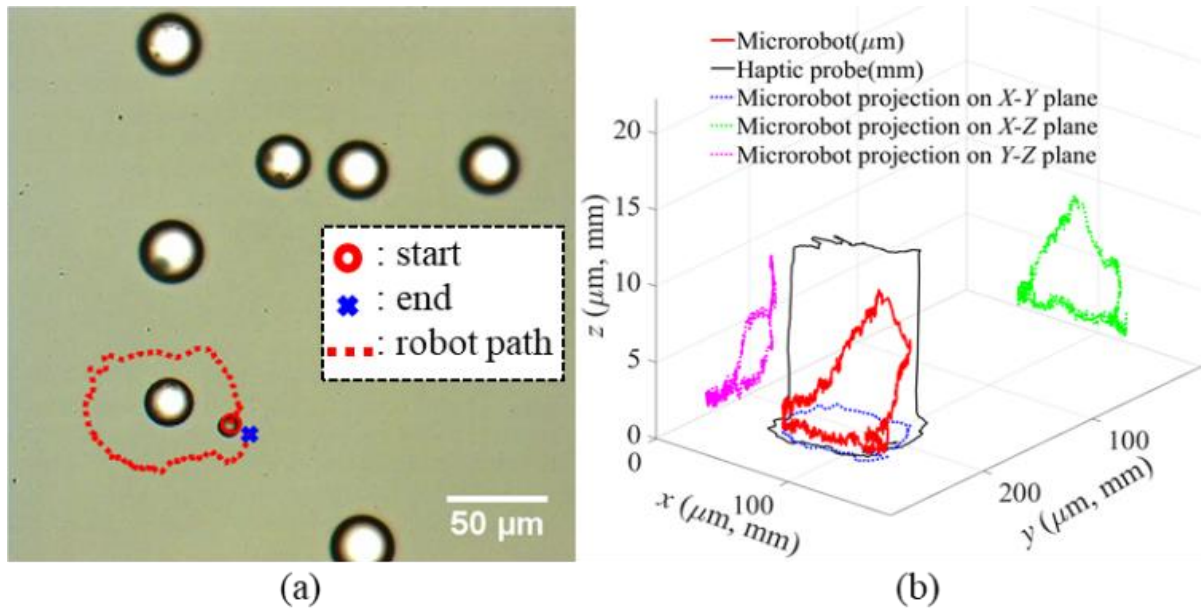 : start
: end
: robot path
50 μm
(a)
Microrobot(μm)
Haptic probe(mm)
Microrobot projection on X-Y plane
Microrobot projection on X-Z plane
Microrobot projection on Y-Z plane
20
15
10
5
0
z (μm, mm)
0
100
x (μm, mm)
200
100
y (μm, mm)
(b)